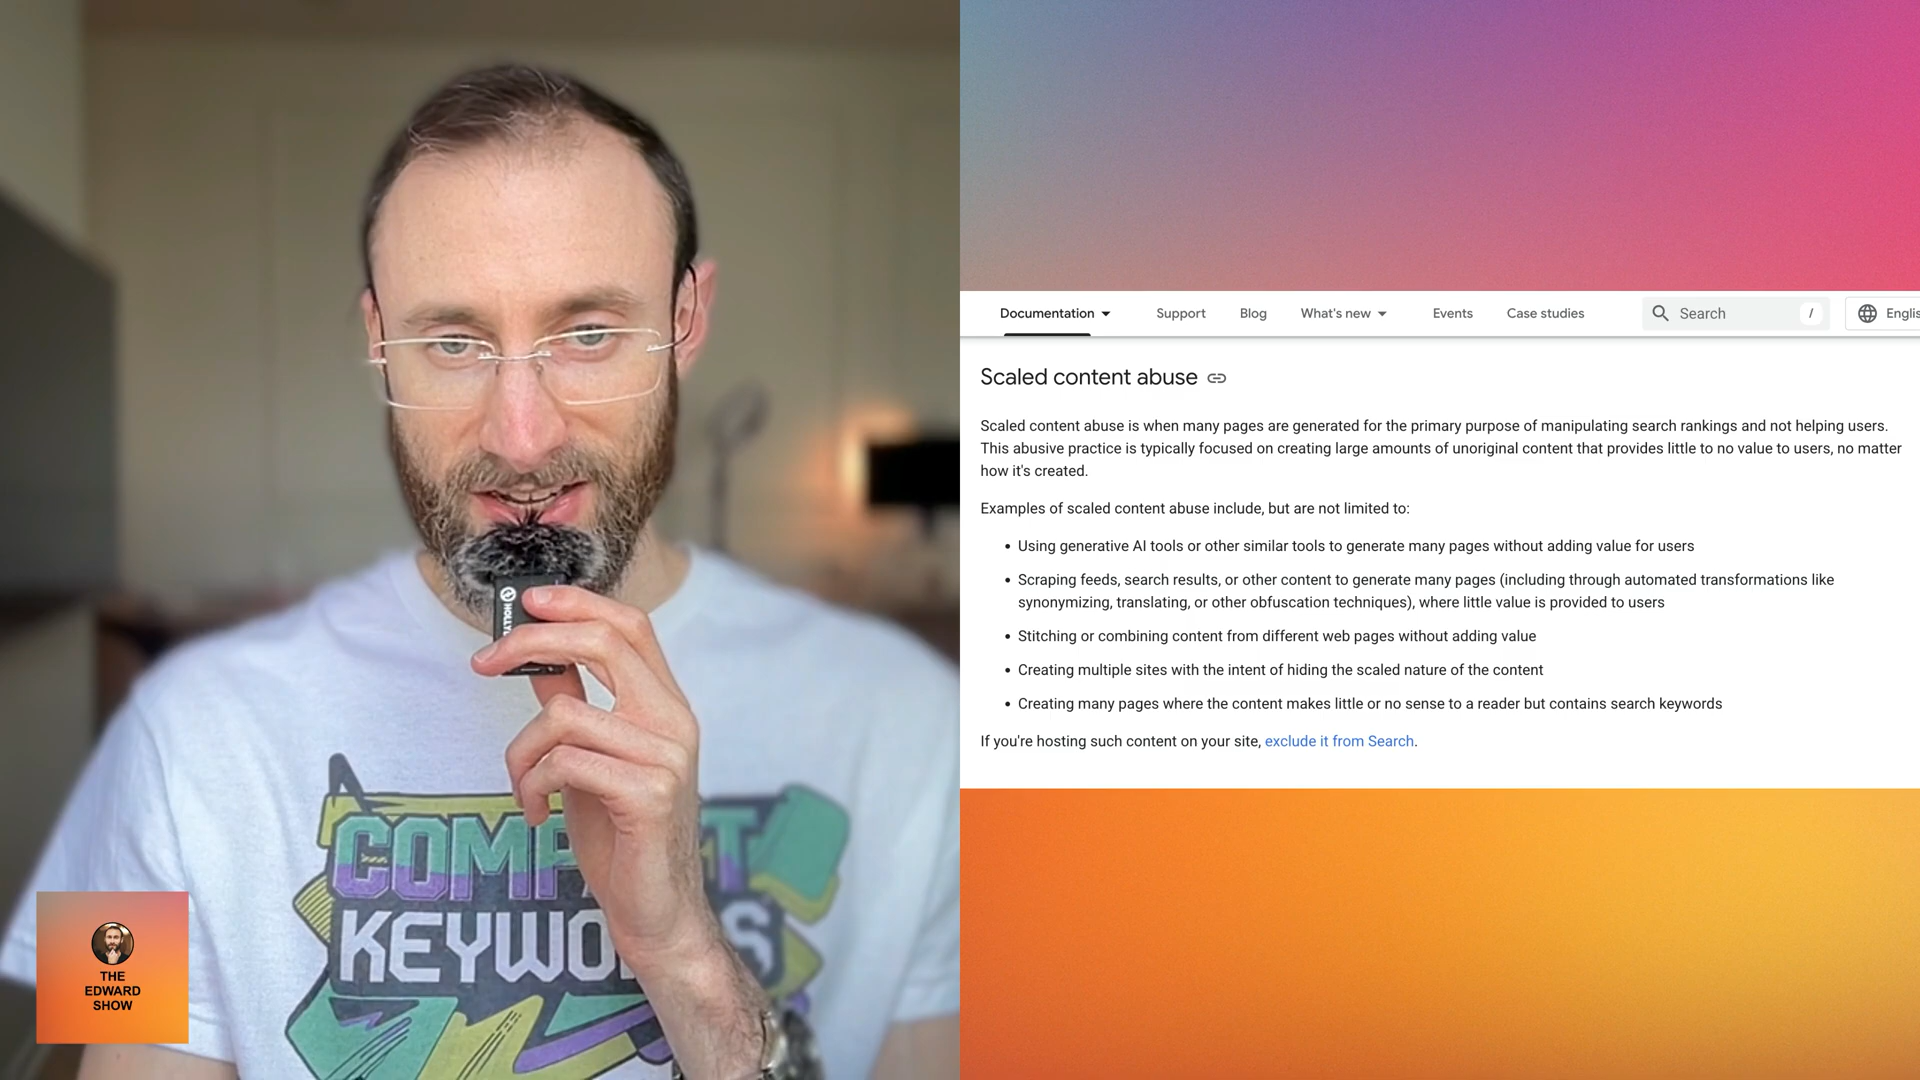 Documentation
Support
Blog
What's new
Events
Case studies
Search
/
Scaled content abuse
Scaled content abuse is when many pages are generated for the primary purpose of manipulating search rankings and not helping users.
This abusive practice is typically focused on creating large amounts of unoriginal content that provides little to no value to users, no matter
how it's created.
Examples of scaled content abuse include, but are not limited to:
• Using generative AI tools or other similar tools to generate many pages without adding value for users
• Scraping feeds, search results, or other content to generate many pages (including through automated transformations like
synonymizing, translating, or other obfuscation techniques), where little value is provided to users
• Stitching or combining content from different web pages without adding value
• Creating multiple sites with the intent of hiding the scaled nature of the content
• Creating many pages where the content makes little or no sense to a reader but contains search keywords
If you're hosting such content on your site, exclude it from Search.
THE
EDWARD
SHOW